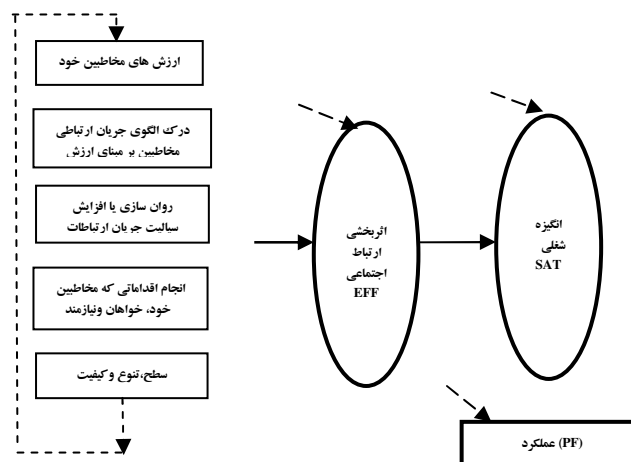 ارزش های مخاطبین خود
درک الگوی جریان ارتباطی
مخاطبین بر مبنای ارزش
روان سازی یا افزایش
سیالیت جریان ارتباطات
انجام اقداماتی که مخاطبین
خود، خواهان ونیازمند
سطح،تنوع وکیفیت
اثربخشی
ارتباط
اجتماعی
EFF
انگیزه
شغلی
SAT
عملکرد (PF)